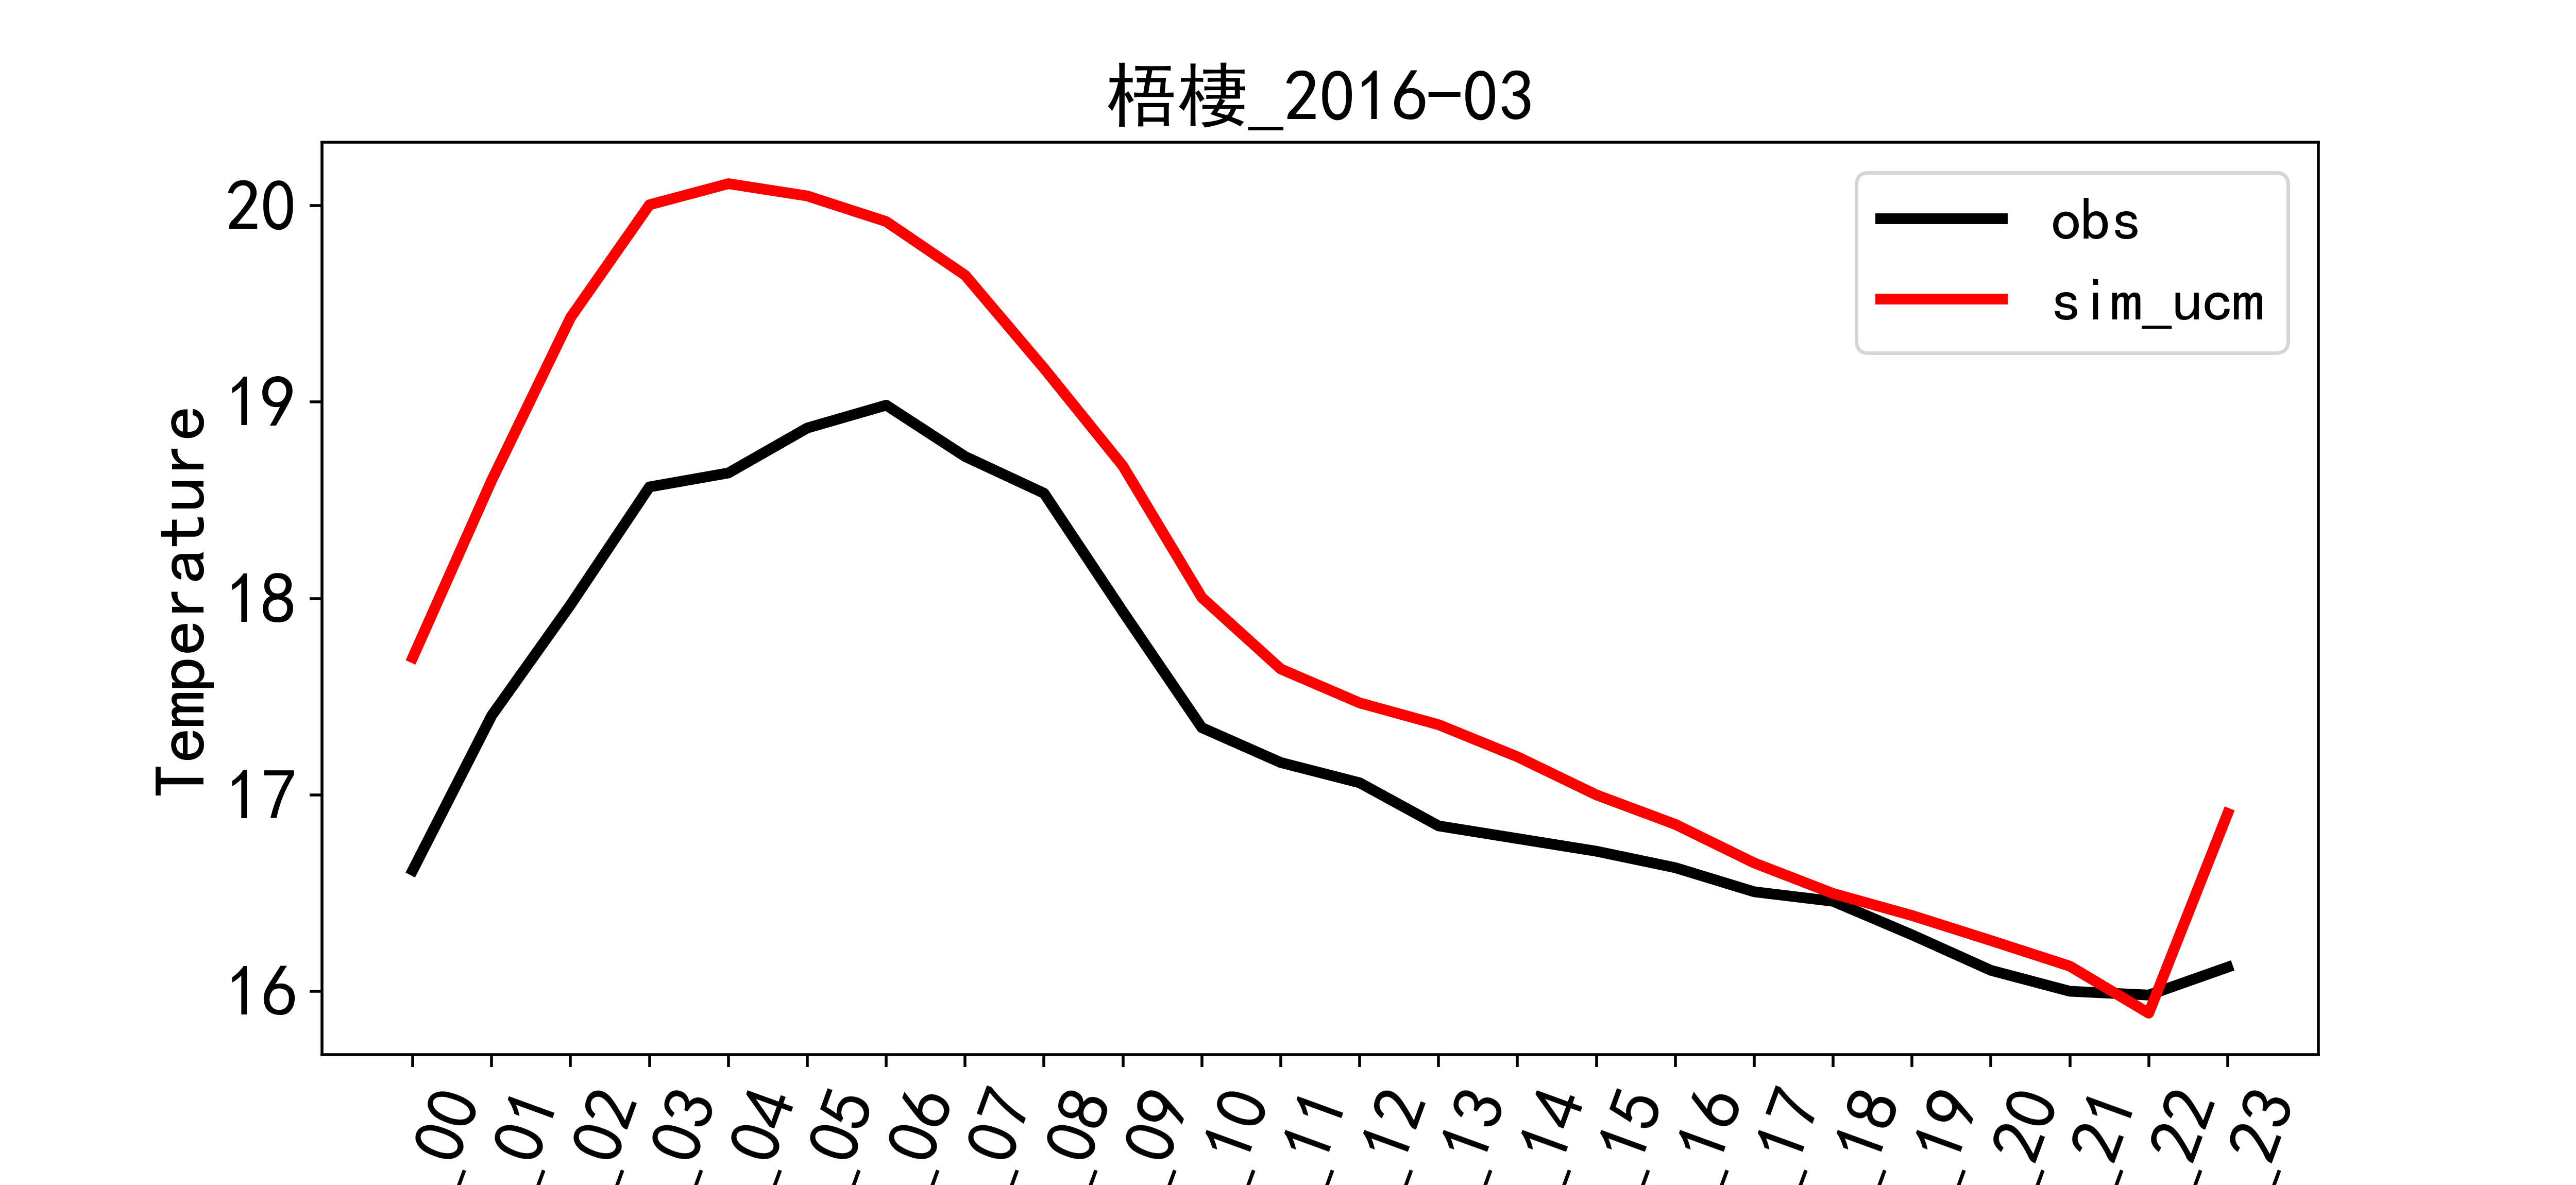 梧棲_2016-03
obs
sim_ucm
Temperature
20
19
18
17
16
_00 _01 _02 _03 _04 _05 _06 _07 _08 _09 _10 _11 _12 _13 _14 _15 _16 _17 _18 _19 _20 _21 _22 _23